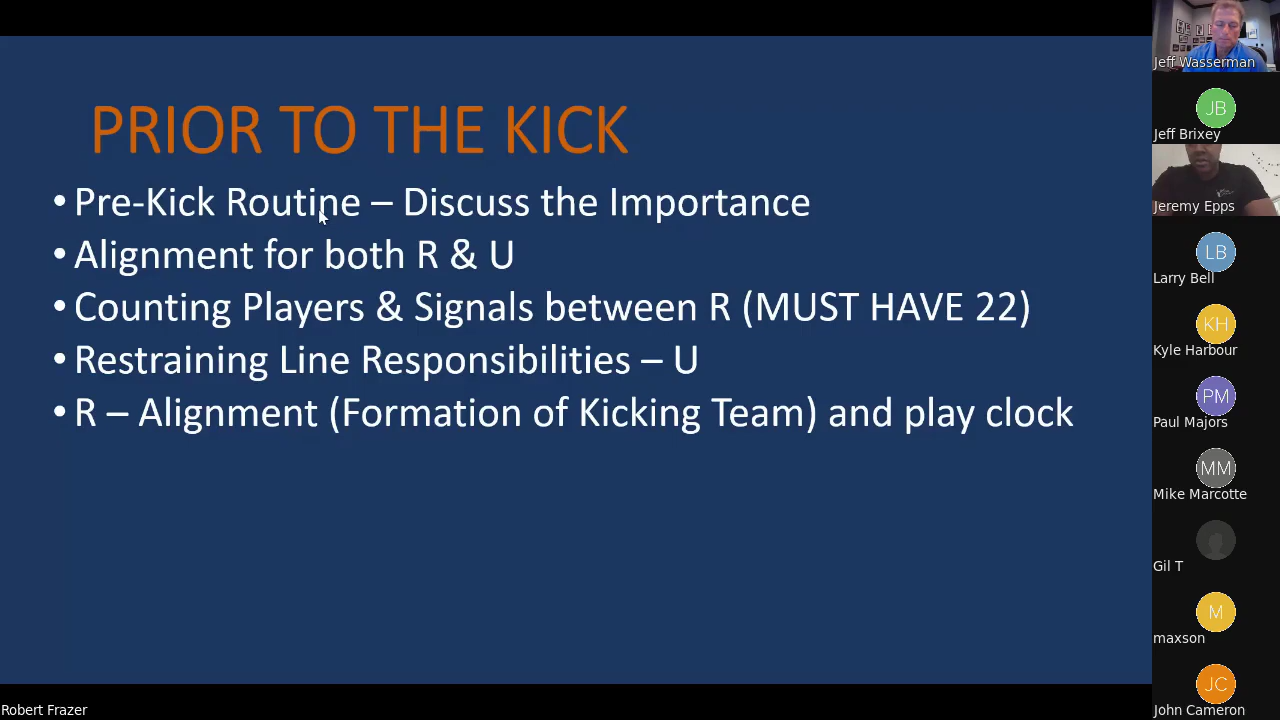 PRIOR TO THE KICK
• Pre-Kick Routine – Discuss the Importance
• Alignment for both R & U
• Counting Players & Signals between R (MUST HAVE 22)
• Restraining Line Responsibilities – U
• R – Alignment (Formation of Kicking Team) and play clock
Robert Frazer
Jeff Wasserman
JB
Jeff Brixey
Jeremy Epps
LB
Larry Bell
KH
Kyle Harbour
PM
Paul Majors
MM
Mike Marcotte
Gil T
M
maxson
JC
John Cameron